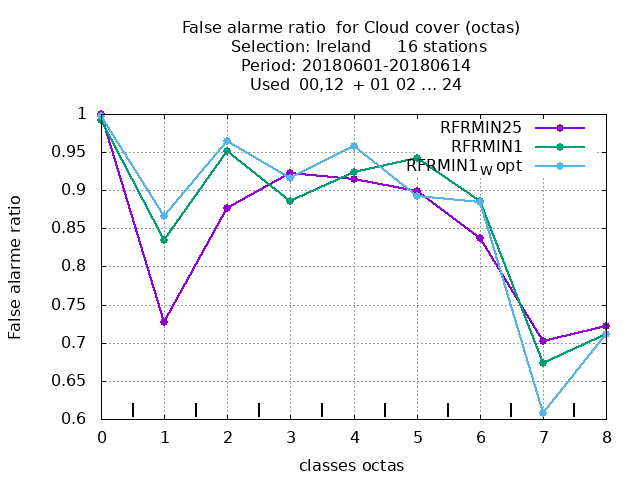 False alarme ratio  for Cloud cover (octas)
Selection: Ireland     16 stations
Period: 20180601-20180614
Used  00,12  + 01 02 ... 24
RFRMIN25
RFRMIN1
RFRMIN1w opt
False alarme ratio
1
0.95
0.9
0.85
0.8
0.75
0.7
0.65
0.6
0 1 2 3 4 5 6 7 8
classes octas